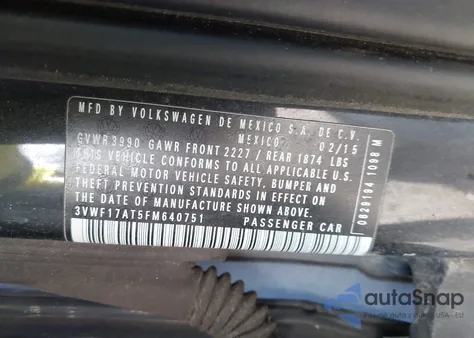 MFD BY VOLKSWAGEN DE MEXICO S.A. DE C.V.
MEXICO 02/15
GVWR 3990 GAWR FRONT 2227 / REAR 1874 LBS
THIS VEHICLE CONFORMS TO ALL APPLICABLE U.S.
FEDERAL MOTOR VEHICLE SAFETY, BUMPER AND
THEFT PREVENTION STANDARDS IN EFFECT ON
THE DATE OF MANUFACTURE SHOWN ABOVE.
3VWF17AT5FM640751 PASSENGER CAR
0929194 1098 M
autoSnap